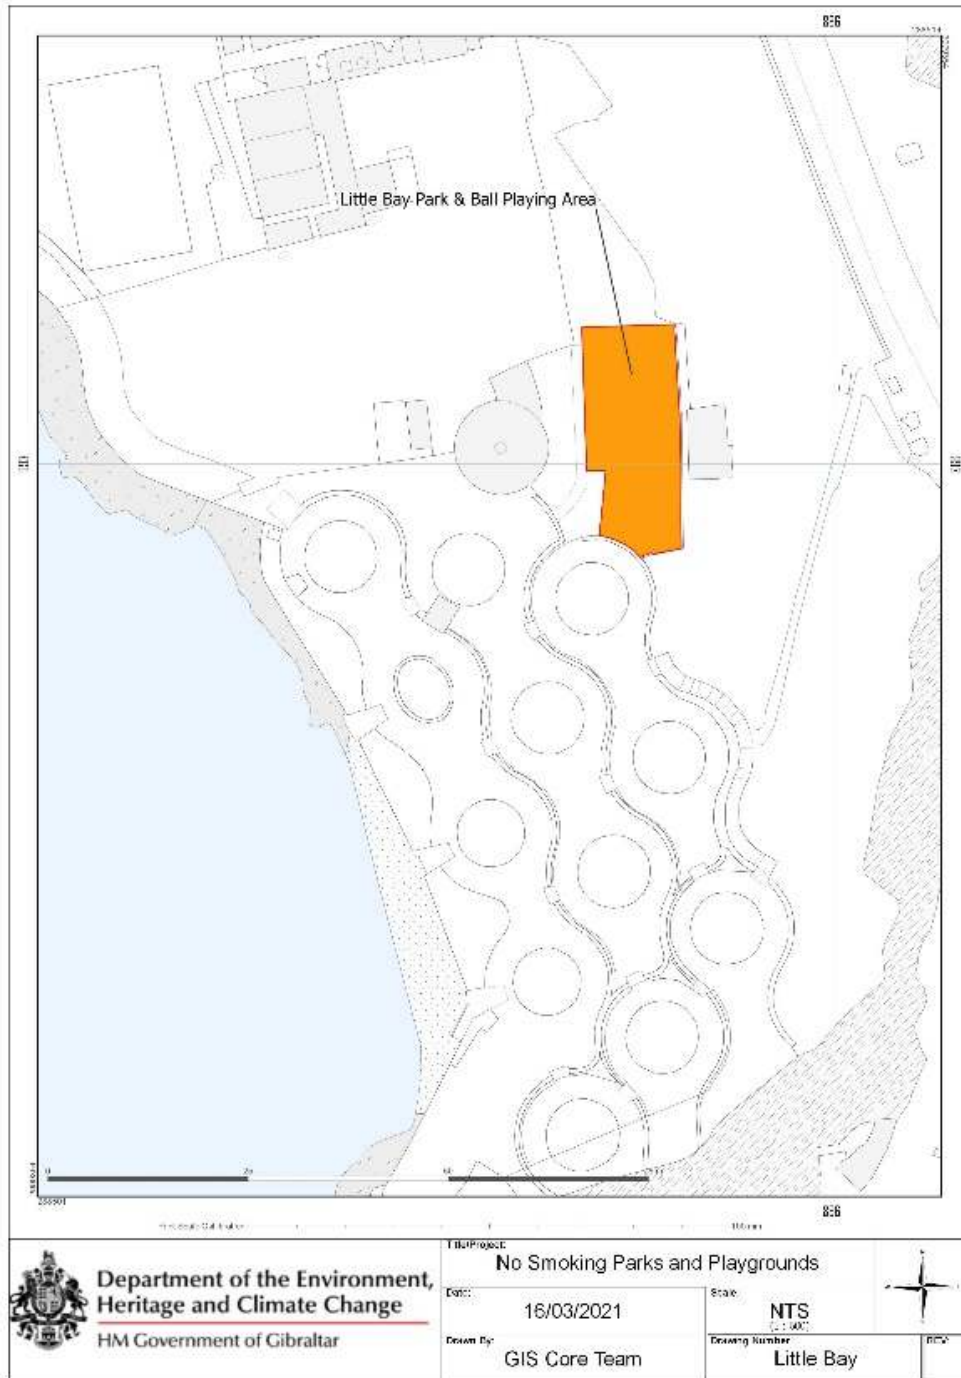 Little Bay Park & Ball Playing Area
0
Department of the Environment,
Heritage and Climate Change
HM Government of Gibraltar
Title/Project:
No Smoking Parks and Playgrounds
Date:
16/03/2021
Scale
NTS
Drawn By:
GIS Core Team
Drawing Number
Little Bay
REV: